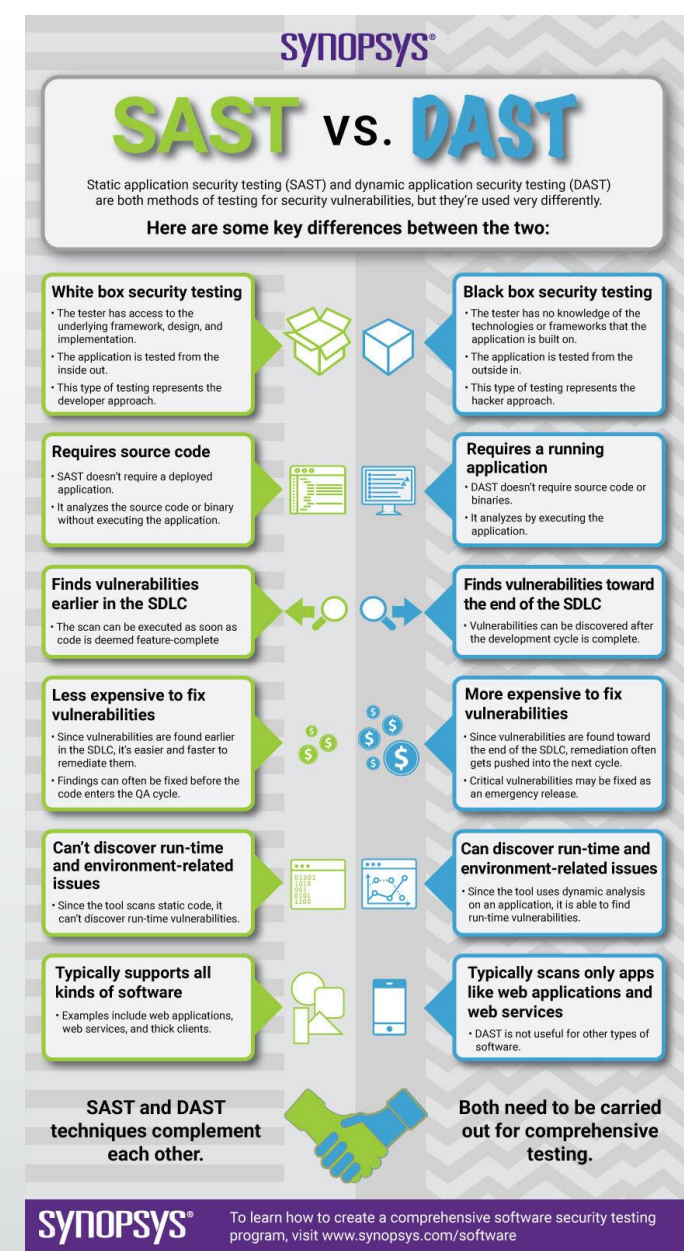 SYNOPSYS®
SAST vs. DAST
Static application security testing (SAST) and dynamic application security testing (DAST)
are both methods of testing for security vulnerabilities, but they're used very differently.
Here are some key differences between the two:
White box security testing
• The tester has access to the
underlying framework, design, and
implementation.
• The application is tested from the
inside out.
• This type of testing represents the
developer approach.
Black box security testing
• The tester has no knowledge of the
technologies or frameworks that the
application is built on.
• The application is tested from the
outside in.
• This type of testing represents the
hacker approach.
Requires source code
• SAST doesn't require a deployed
application.
• It analyzes the source code or binary
without executing the application.
Requires a running
application
• DAST doesn't require source code or
binaries.
• It analyzes by executing the
application.
Finds vulnerabilities
earlier in the SDLC
• The scan can be executed as soon as
code is deemed feature-complete
Finds vulnerabilities toward
the end of the SDLC
• Vulnerabilities can be discovered after
the development cycle is complete.
Less expensive to fix
vulnerabilities
• Since vulnerabilities are found earlier
in the SDLC, it's easier and faster to
remediate them.
• Findings can often be fixed before the
code enters the QA cycle.
$
$
$
$
$
$
$
$
More expensive to fix
vulnerabilities
• Since vulnerabilities are found toward
the end of the SDLC, remediation often
gets pushed into the next cycle.
• Critical vulnerabilities may be fixed as
an emergency release.
Can't discover run-time
and environment-related
issues
• Since the tool scans static code, it
can't discover run-time vulnerabilities.
01001
1010
001
0101
1100
Can discover run-time and
environment-related issues
• Since the tool uses dynamic analysis
on an application, it is able to find
run-time vulnerabilities.
Typically supports all
kinds of software
• Examples include web applications,
web services, and thick clients.
Typically scans only apps
like web applications and
web services
• DAST is not useful for other types of
software.
SAST and DAST
techniques complement
each other.
Both need to be carried
out for comprehensive
testing.
SYNOPSYS®
To learn how to create a comprehensive software security testing
program, visit www.synopsys.com/software